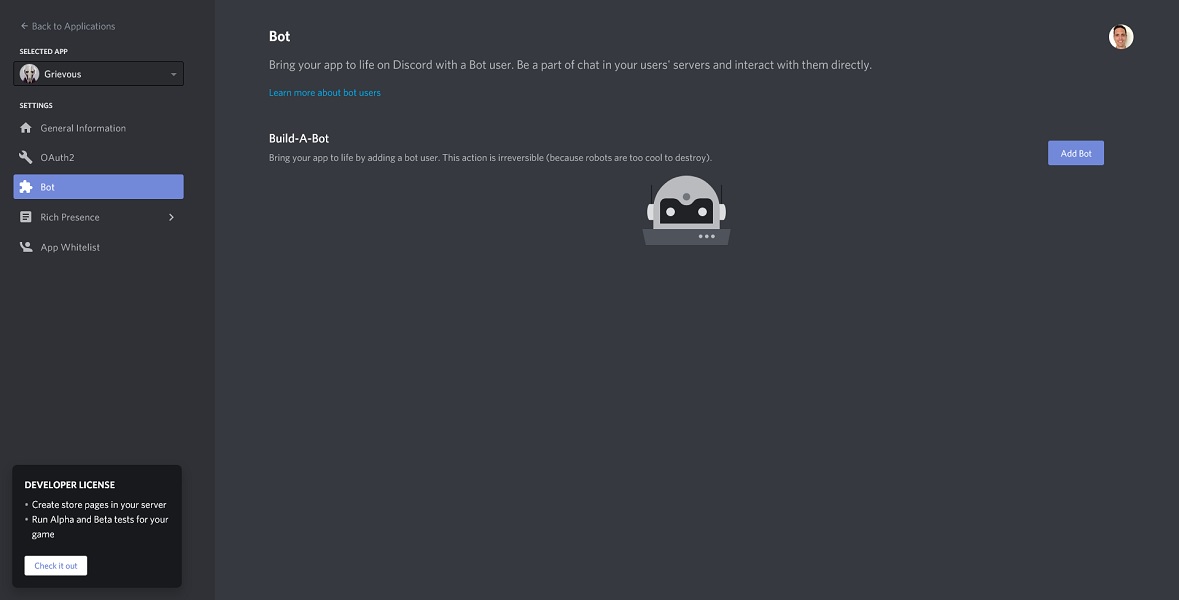 Back to Applications
SELECTED APP
Grievous
SETTINGS
General Information
OAuth2
Bot
Rich Presence
App Whitelist
DEVELOPER LICENSE
• Create store pages in your server
• Run Alpha and Beta tests for your
game
Check it out
Bot
Bring your app to life on Discord with a Bot user. Be a part of chat in your users' servers and interact with them directly.
Learn more about bot users
Build-A-Bot
Bring your app to life by adding a bot user. This action is irreversible (because robots are too cool to destroy).
Add Bot